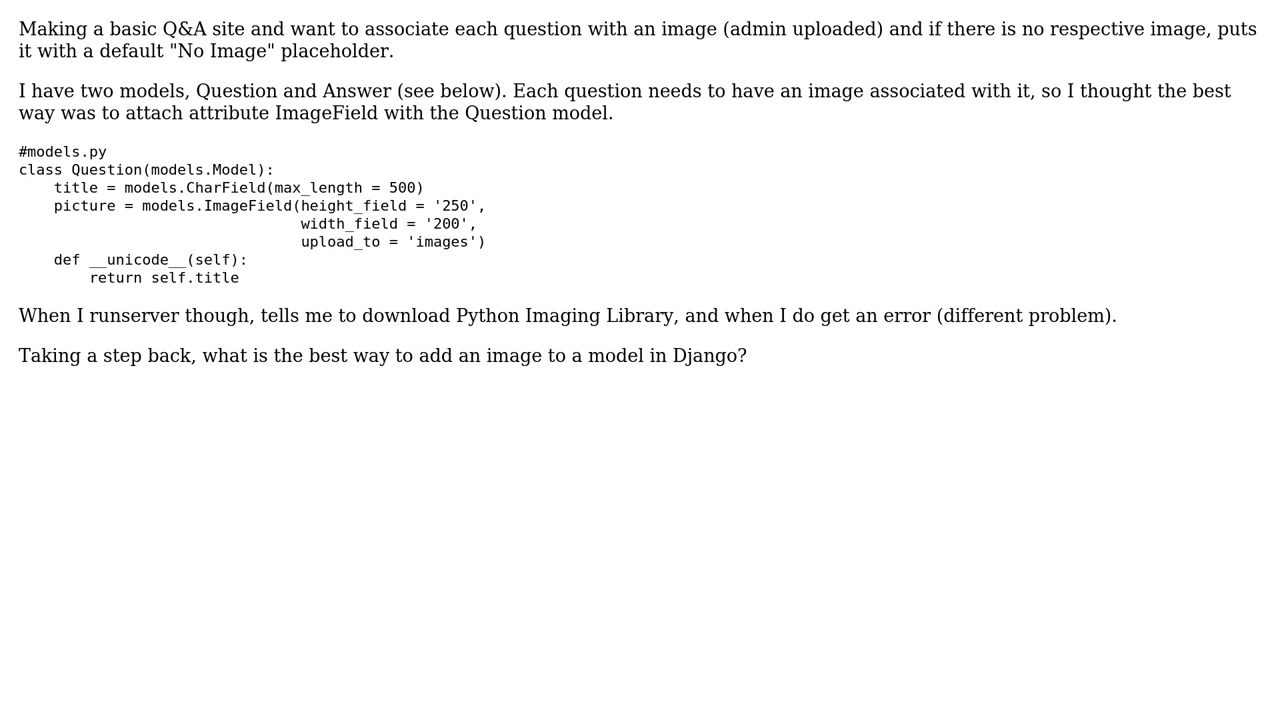 Making a basic Q&A site and want to associate each question with an image (admin uploaded) and if there is no respective image, puts
it with a default "No Image" placeholder.
I have two models, Question and Answer (see below). Each question needs to have an image associated with it, so I thought the best
way was to attach attribute ImageField with the Question model.
#models.py
class Question(models.Model):
    title = models.CharField(max_length = 500)
    picture = models.ImageField(height_field = '250',
                                width_field = '200',
                                upload_to = 'images')
    def __unicode__(self):
        return self.title
When I runserver though, tells me to download Python Imaging Library, and when I do get an error (different problem).
Taking a step back, what is the best way to add an image to a model in Django?